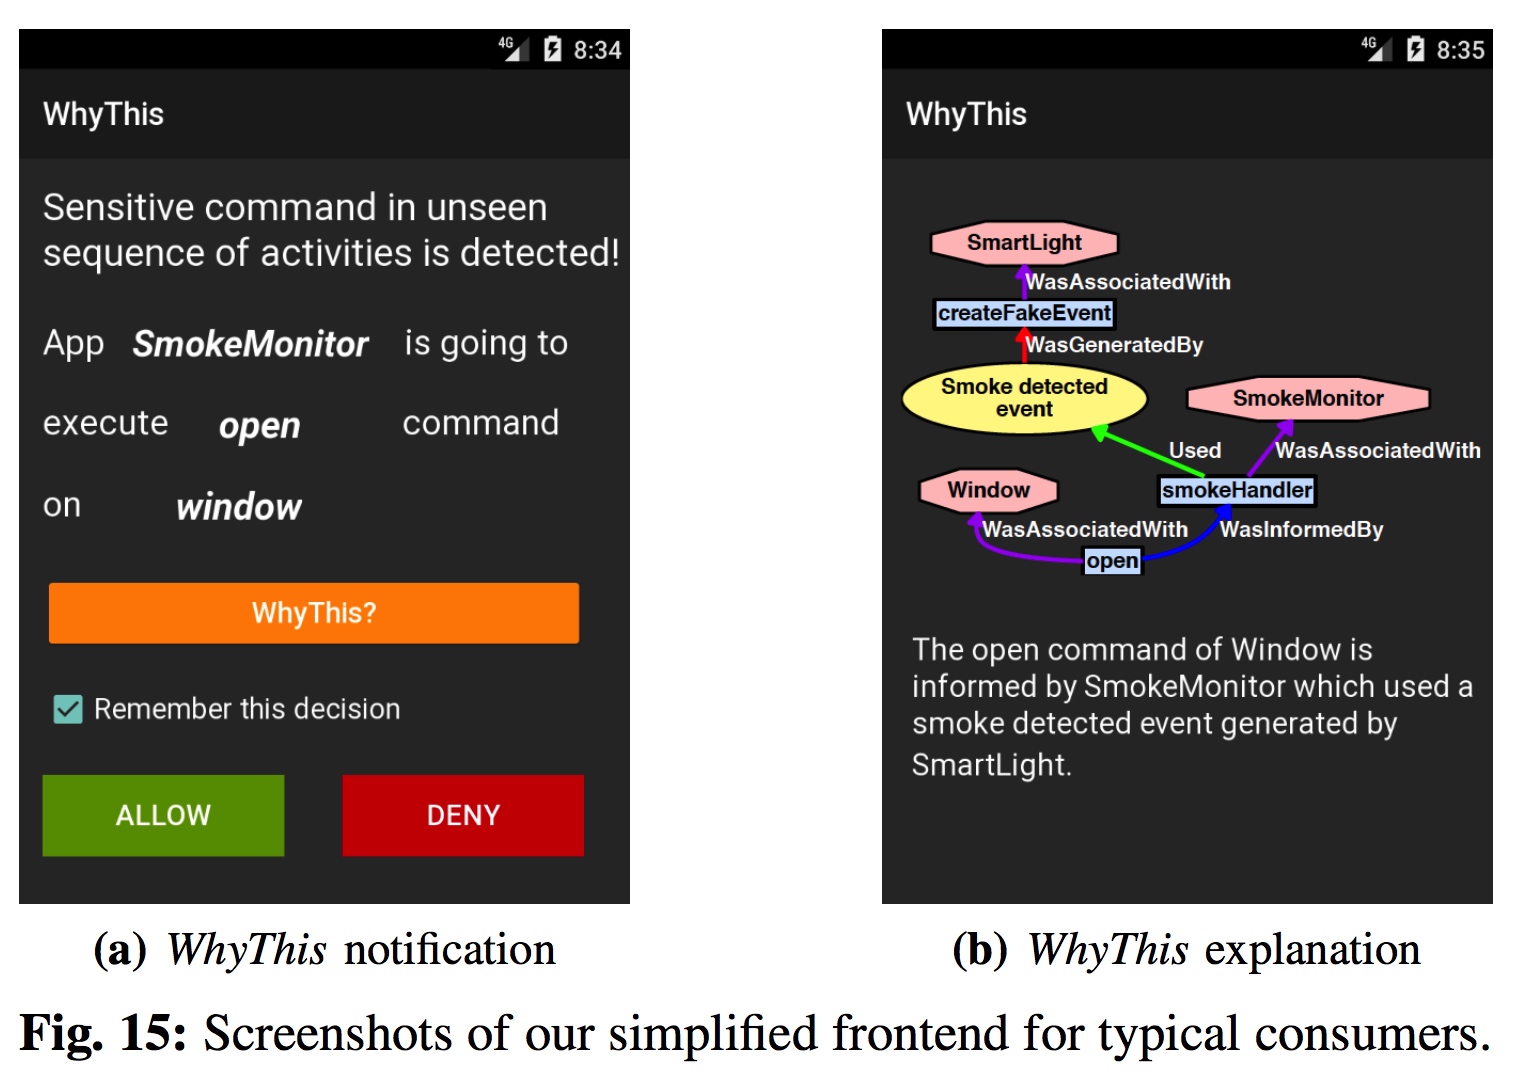 4G 8:34
WhyThis
Sensitive command in unseen
sequence of activities is detected!
App SmokeMonitor is going to
execute open command
on window
WhyThis?
Remember this decision
ALLOW DENY
(a) WhyThis notification
4G 8:35
WhyThis
SmartLight
WasAssociatedWith
createFakeEvent
WasGeneratedBy
Smoke detected
event
SmokeMonitor
Used WasAssociatedWith
Window smokeHandler
WasAssociatedWith WasInformedBy
open
The open command of Window is
informed by SmokeMonitor which used a
smoke detected event generated by
SmartLight.
(b) WhyThis explanation
Fig. 15: Screenshots of our simplified frontend for typical consumers.